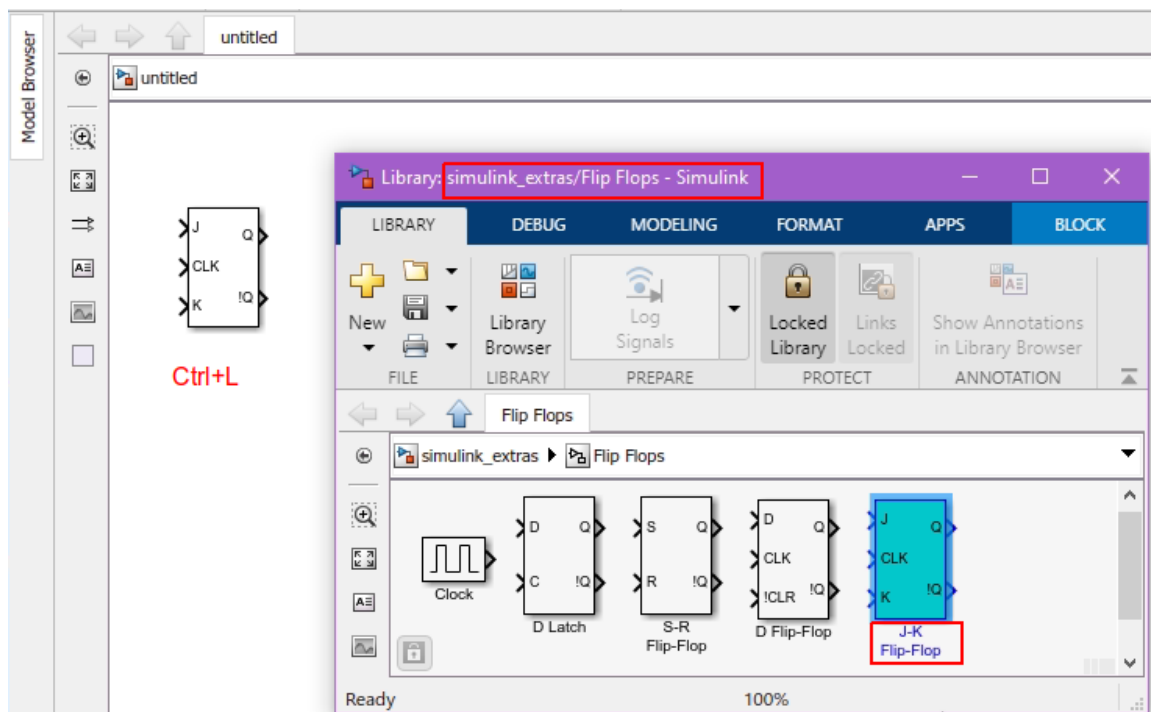 Model Browser
untitled
untitled
J
Q
CLK
K
!Q
Ctrl+L
Library: simulink_extras/Flip Flops - Simulink
LIBRARY DEBUG MODELING FORMAT APPS BLOCK
New
Library
Browser
Log
Signals
Locked
Library
Links
Locked
Show Annotations
in Library Browser
FILE LIBRARY PREPARE PROTECT ANNOTATION
Flip Flops
simulink_extras Flip Flops
Clock
D Q
C !Q
D Latch
S Q
R !Q
S-R
Flip-Flop
D Q
CLK
!CLR !Q
D Flip-Flop
J Q
CLK
K !Q
J-K
Flip-Flop
Ready 100%